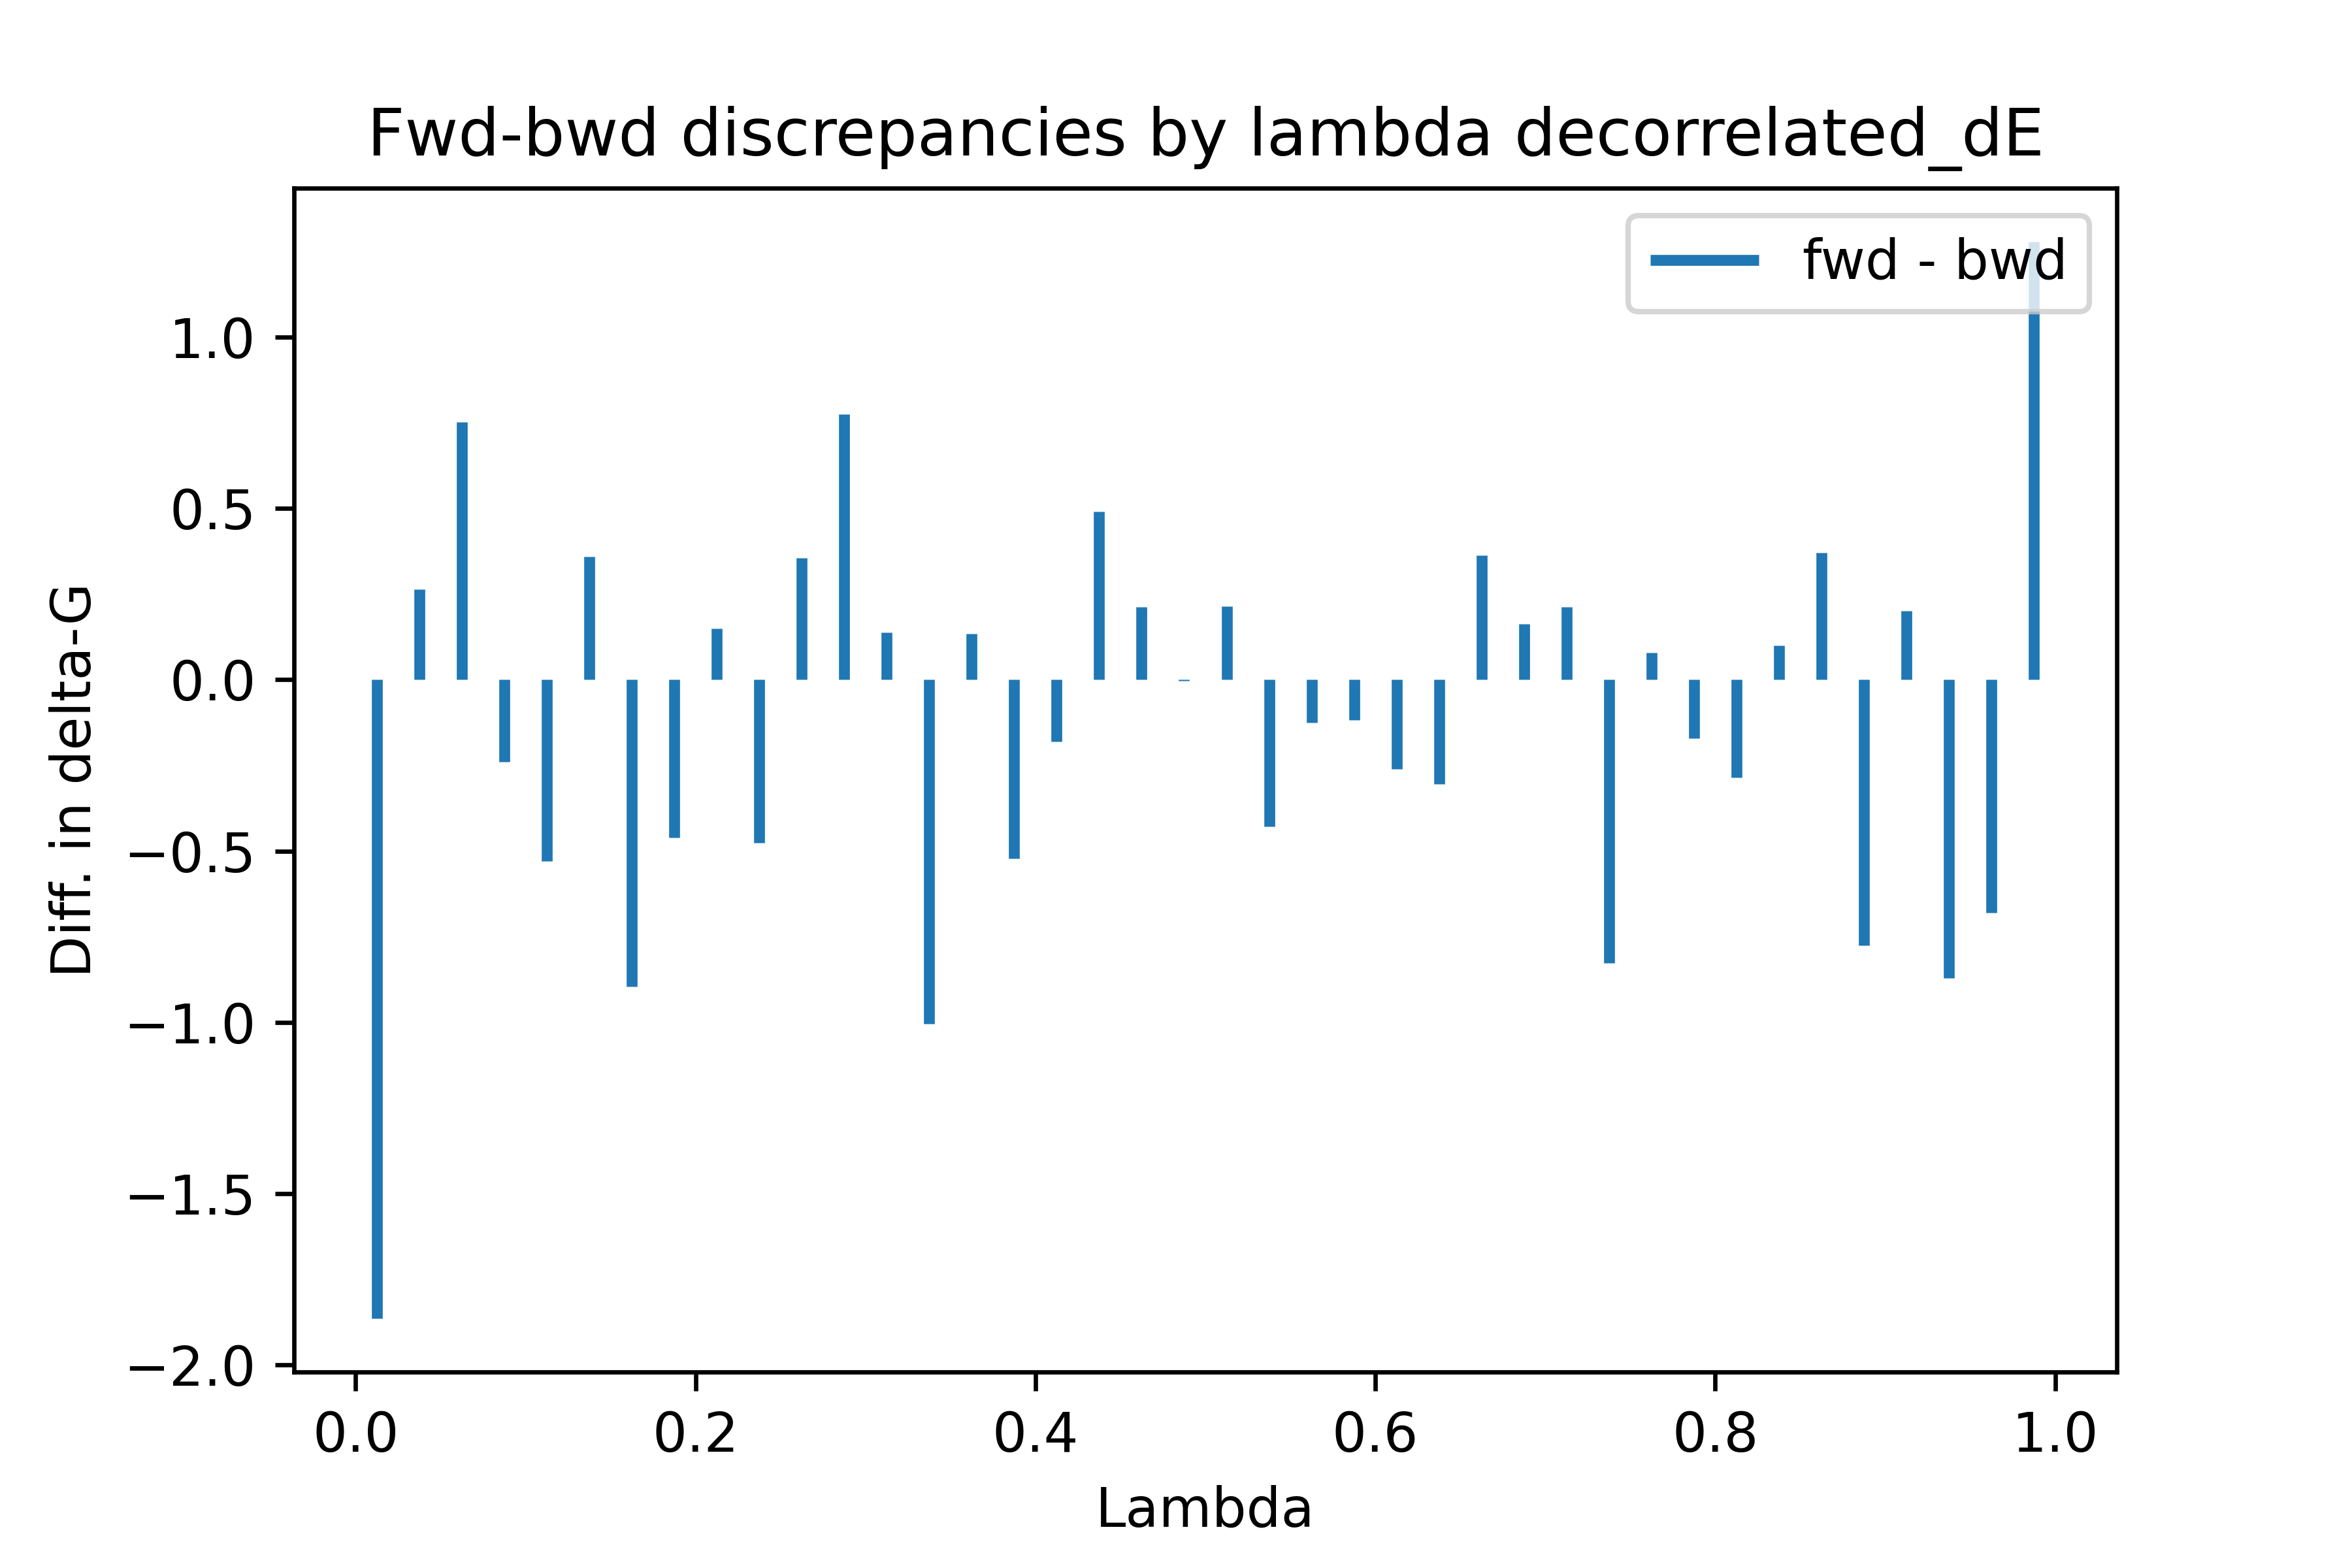 Fwd-bwd discrepancies by lambda decorrelated_dE
fwd - bwd
1.0
0.5
0.0
−0.5
−1.0
−1.5
−2.0
Diff. in delta-G
0.0 0.2 0.4 0.6 0.8 1.0
Lambda